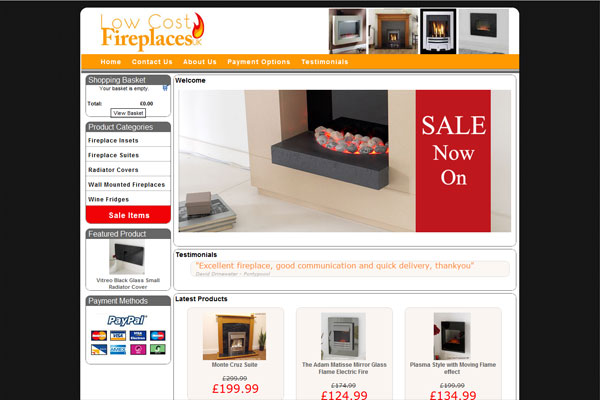 Low Cost
Fireplaces
Home Contact Us About Us Payment Options Testimonials
Shopping Basket
Your basket is empty.
Total: £0.00
View Basket
Product Categories
Fireplace Insets
Fireplace Suites
Radiator Covers
Wall Mounted Fireplaces
Wine Fridges
Sale Items
Featured Product
Vitreo Black Glass Small
Radiator Cover
Payment Methods
PayPal
Welcome
SALE
Now
On
Testimonials
"Excellent fireplace, good communication and quick delivery, thankyou"
Latest Products
Monte Cruz Suite
£299.99
£199.99
The Adam Matisse Mirror Glass
Flame Electric Fire
£174.99
£124.99
Plasma Style with Moving Flame
effect
£199.99
£134.99